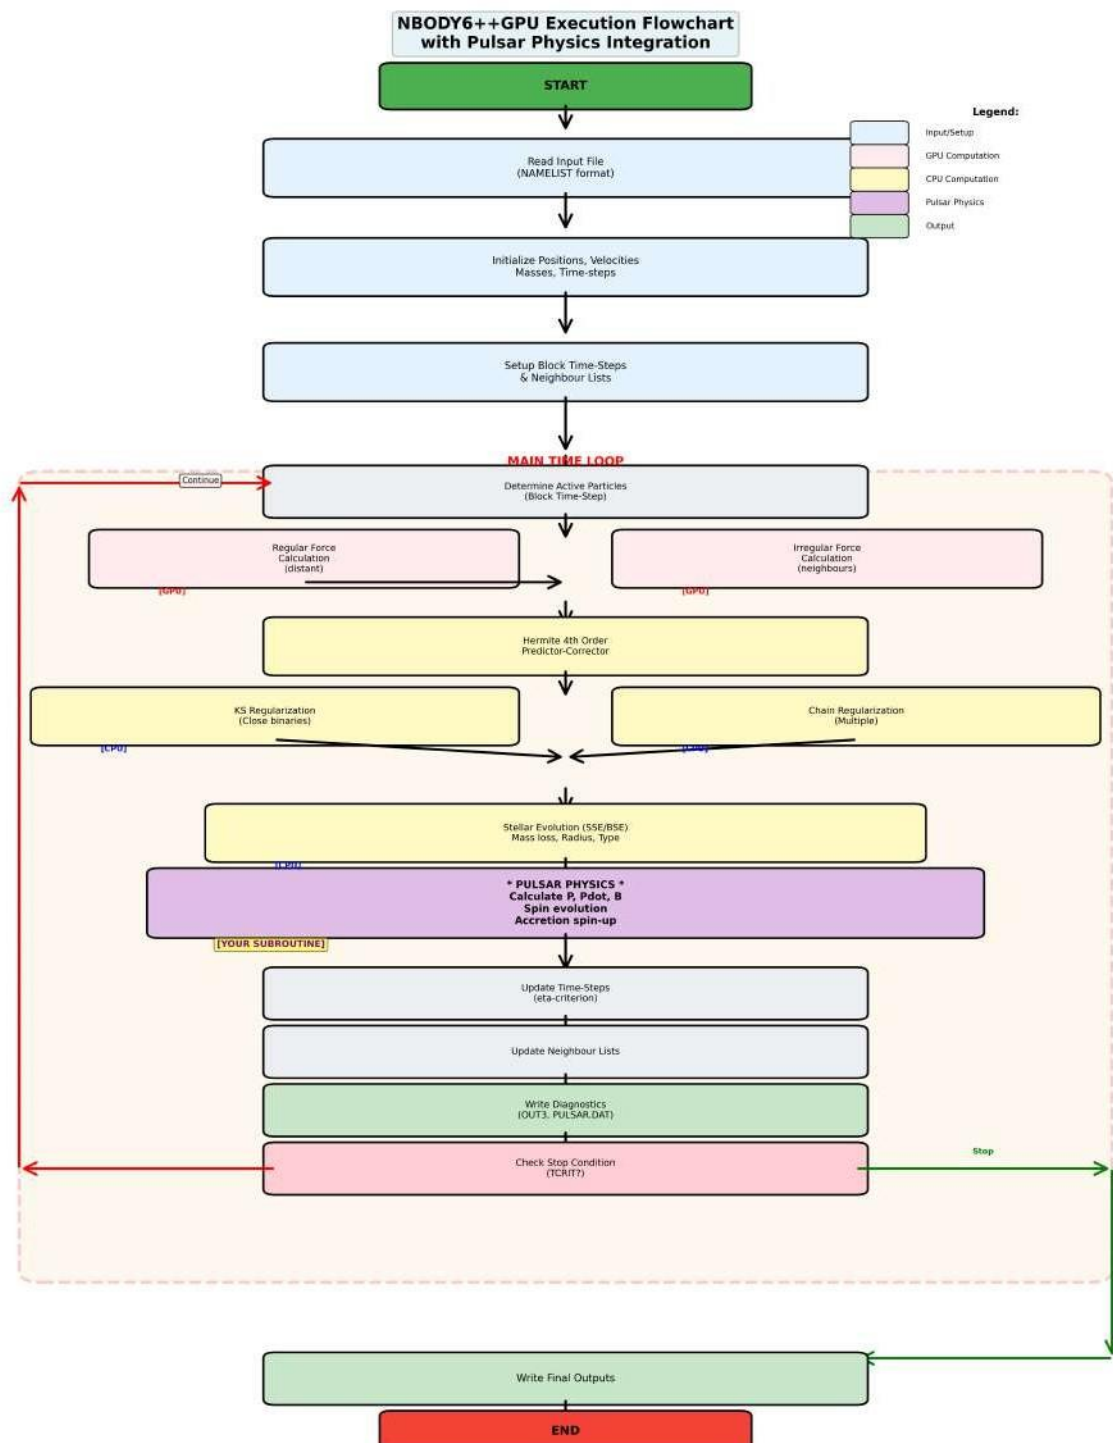 NBODY6++GPU Execution Flowchart
with Pulsar Physics Integration
START
Legend:
Input/Setup
GPU Computation
CPU Computation
Pulsar Physics
Output
Read Input File
(NAMELIST format)
Initialize Positions, Velocities
Masses, Time-steps
Setup Block Time-Steps
& Neighbour Lists
MAIN TIME LOOP
Continue
Determine Active Particles
(Block Time-Step)
Regular Force
Calculation
(distant)
[GPU]
Irregular Force
Calculation
(neighbours)
[GPU]
Hermite 4th Order
Predictor-Corrector
KS Regularization
(Close binaries)
[CPU]
Chain Regularization
(Multiple)
[CPU]
Stellar Evolution (SSE/BSE)
Mass loss, Radius, Type
[CPU]
* PULSAR PHYSICS *
Calculate P, Pdot, B
Spin evolution
Accretion spin-up
[YOUR SUBROUTINE]
Update Time-Steps
(eta-criterion)
Update Neighbour Lists
Write Diagnostics
(OUT3, PULSAR.DAT)
Check Stop Condition
(TCRIT?)
Stop
Write Final Outputs
END